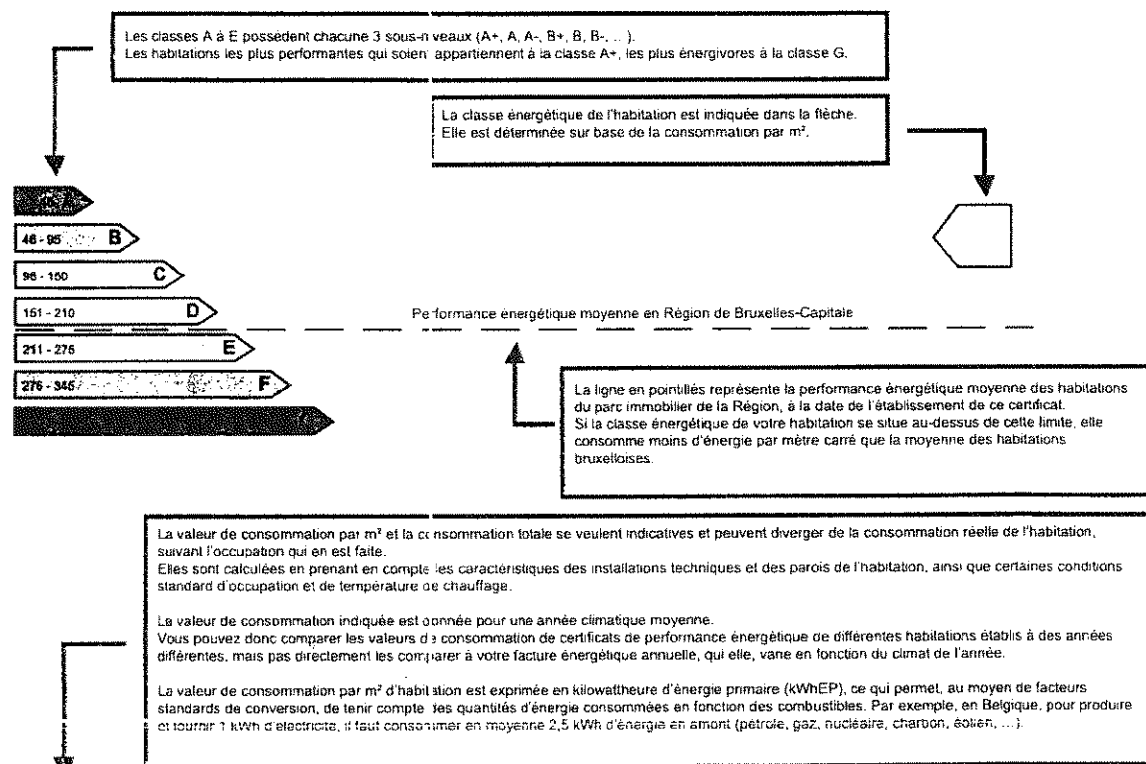 Les classes A à E possèdent chacune 3 sous-niveaux (A+, A, A-, B+, B, B-, ... ).
Les habitations les plus performantes qui soient appartiennent à la classe A+, les plus énergivores à la classe G.
La classe énergétique de l'habitation est indiquée dans la flèche.
Elle est déterminée sur base de la consommation par m².
46 - 95 B
96 - 150 C
151 - 210 D
Performance énergétique moyenne en Région de Bruxelles-Capitale
211 - 275 E
276 - 345 F
La ligne en pointillés représente la performance énergétique moyenne des habitations
du parc immobilier de la Région, à la date de l'établissement de ce certificat.
Si la classe énergétique de votre habitation se situe au-dessus de cette limite, elle
consomme moins d'énergie par mètre carré que la moyenne des habitations
bruxelloises.
La valeur de consommation par m² et la consommation totale se veulent indicatives et peuvent diverger de la consommation réelle de l'habitation,
suivant l'occupation qui en est faite.
Elles sont calculées en prenant en compte les caractéristiques des installations techniques et des parois de l'habitation, ainsi que certaines conditions
standard d'occupation et de température de chauffage.
La valeur de consommation indiquée est donnée pour une année climatique moyenne.
Vous pouvez donc comparer les valeurs de consommation de certificats de performance énergétique de différentes habitations établis à des années
différentes, mais pas directement les comparer à votre facture énergétique annuelle, qui elle, varie en fonction du climat de l'année.
La valeur de consommation par m² d'habitation est exprimée en kilowattheure d'énergie primaire (kWhEP), ce qui permet, au moyen de facteurs
standards de conversion, de tenir compte des quantités d'énergie consommées en fonction des combustibles. Par exemple, en Belgique, pour produire
et fournir 1 kWh d'électricité, il faut consommer en moyenne 2,5 kWh d'énergie en amont (pétrole, gaz, nucléaire, charbon, éolien, ...).